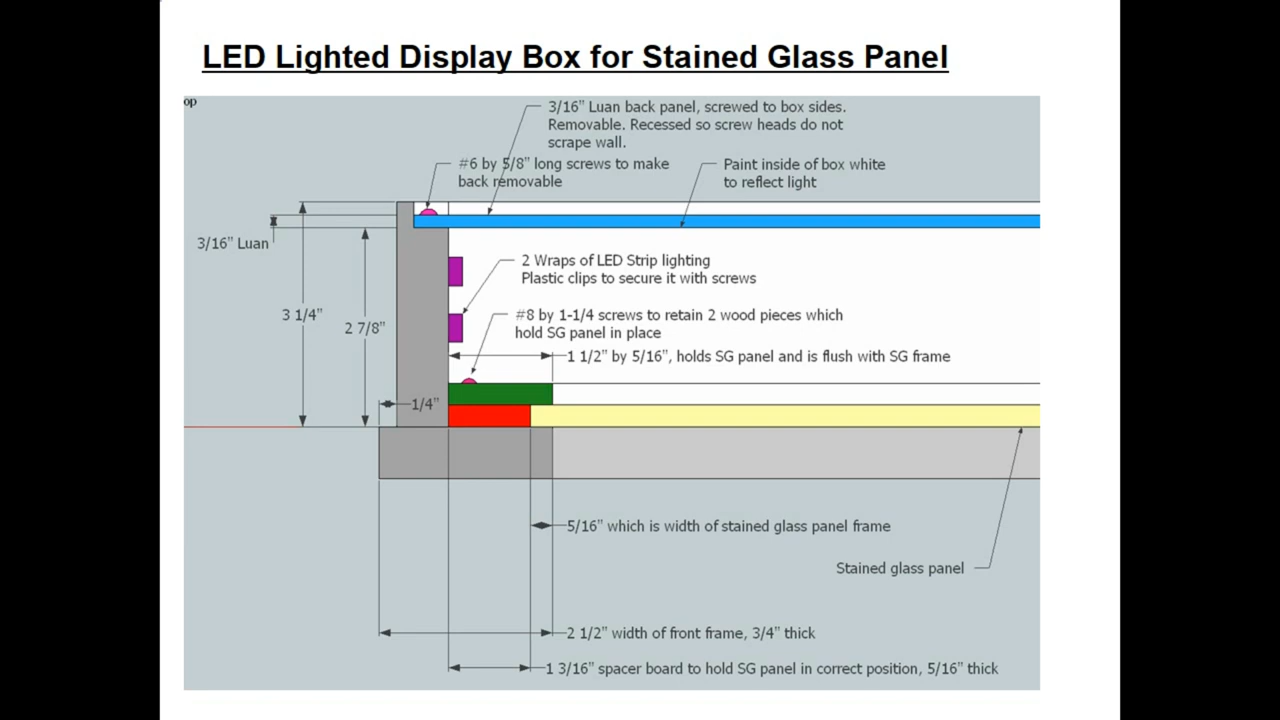 LED Lighted Display Box for Stained Glass Panel
op
3/16" Luan back panel, screwed to box sides.
Removable. Recessed so screw heads do not
scrape wall.
#6 by 5/8" long screws to make
back removable
Paint inside of box white
to reflect light
3/16" Luan
2 Wraps of LED Strip lighting
Plastic clips to secure it with screws
3 1/4"
2 7/8"
#8 by 1-1/4 screws to retain 2 wood pieces which
hold SG panel in place
1 1/2" by 5/16", holds SG panel and is flush with SG frame
1/4"
5/16" which is width of stained glass panel frame
Stained glass panel
2 1/2" width of front frame, 3/4" thick
1 3/16" spacer board to hold SG panel in correct position, 5/16" thick